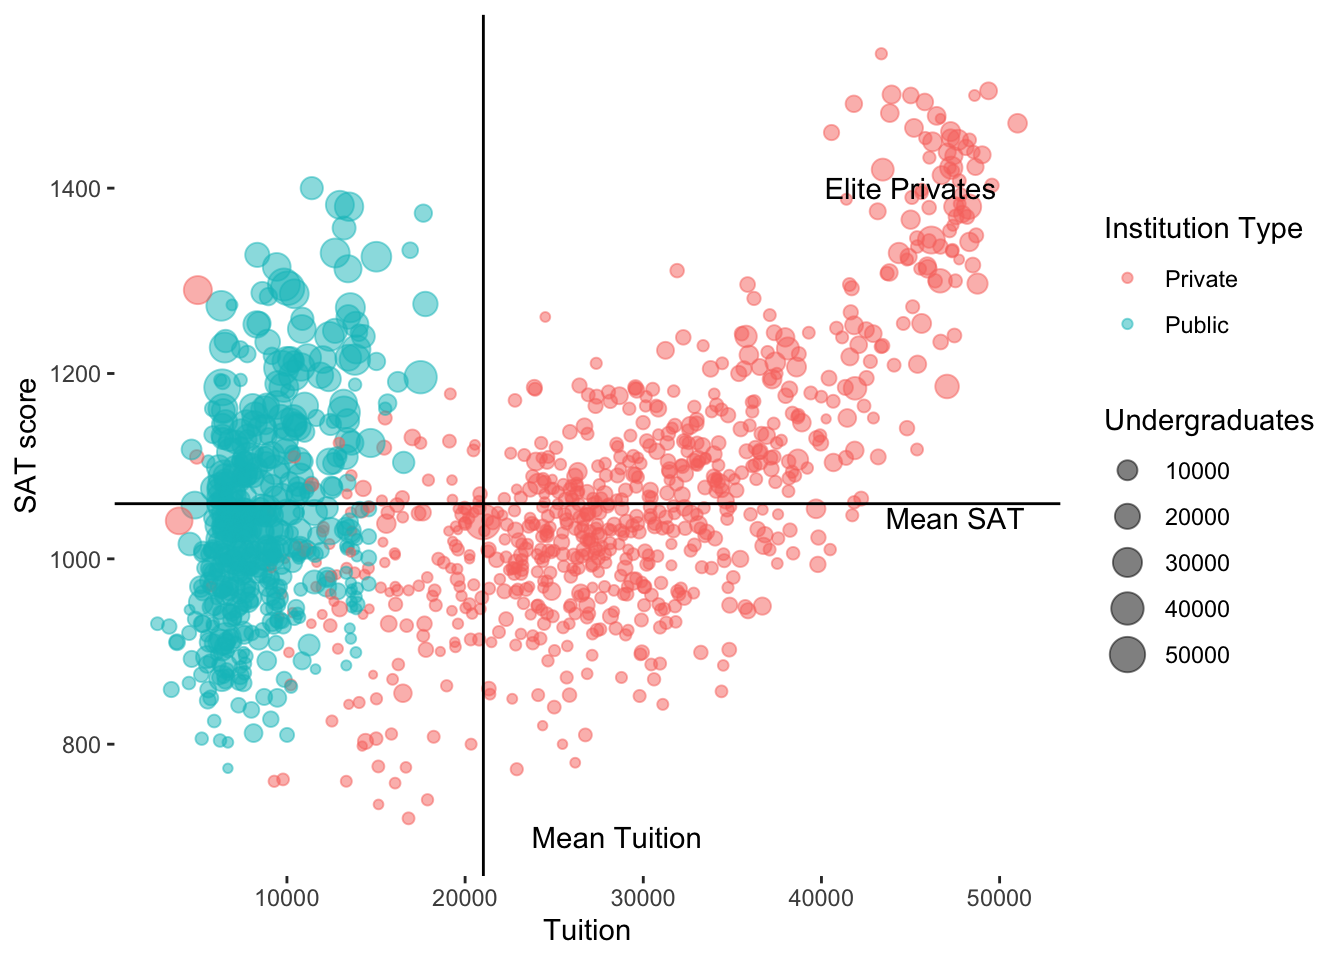 1400
1200
1000
800
SAT score
Elite Privates
Mean SAT
Mean Tuition
10000
20000
30000
40000
50000
Tuition
Institution Type
Private
Public
Undergraduates
10000
20000
30000
40000
50000